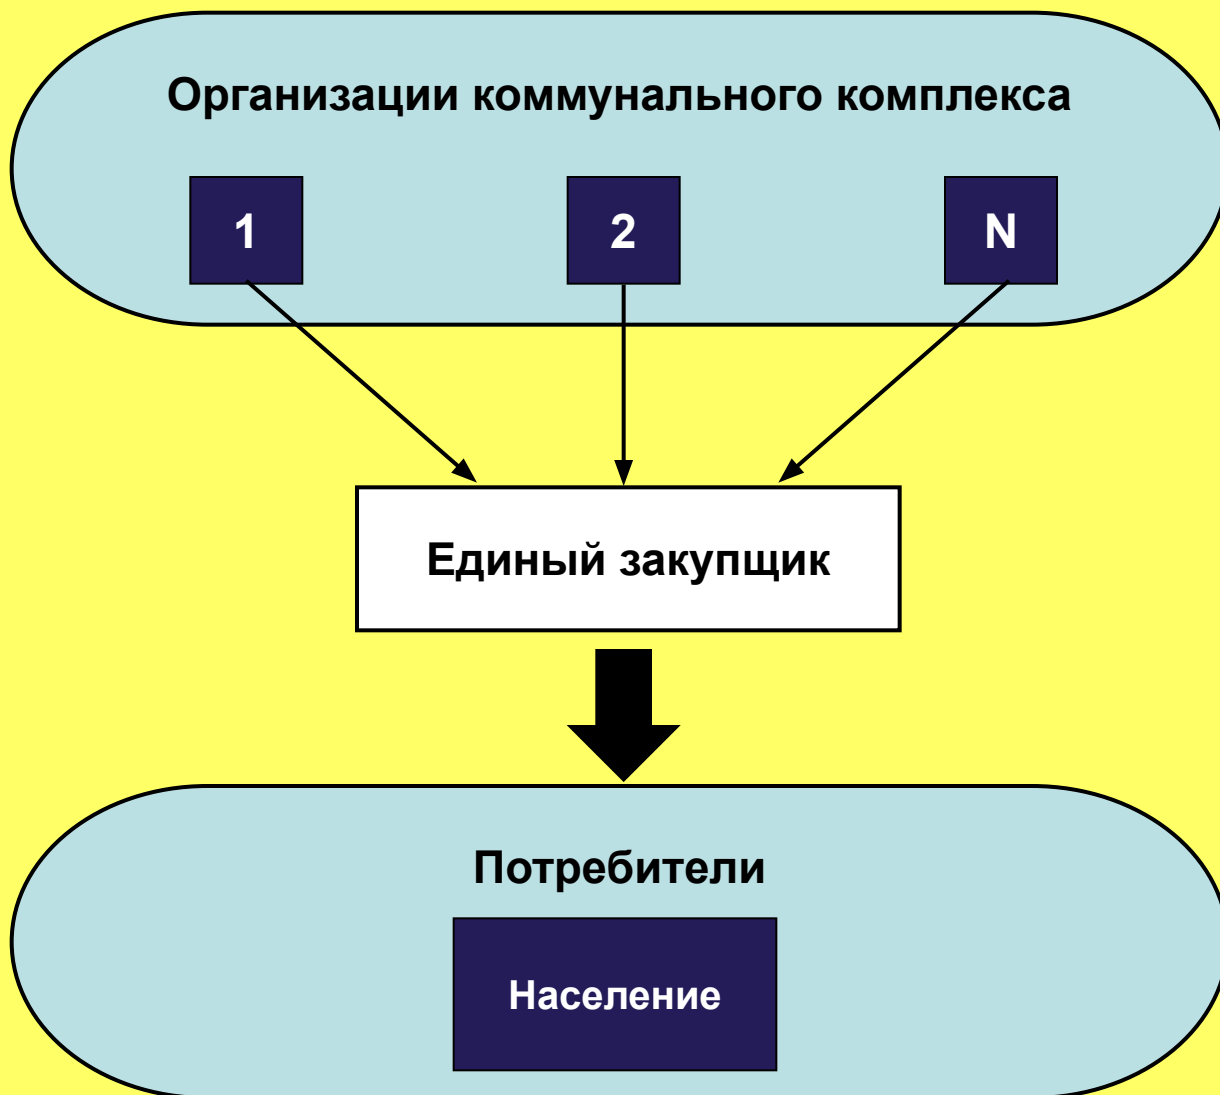 Организации коммунального комплекса
1 2 N
Единый закупщик
Потребители
Население